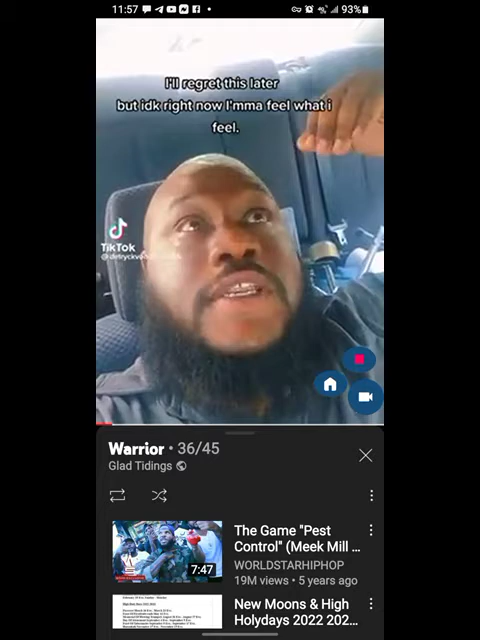 11:57
93%
I'll regret this later
but idk right now I'mma feel what i
feel.
TikTok
Warrior • 36/45
Glad Tidings
The Game "Pest
Control" (Meek Mill ...
7:47
WORLDSTARHIPHOP
19M views • 5 years ago
New Moons & High
Holydays 2022 202...